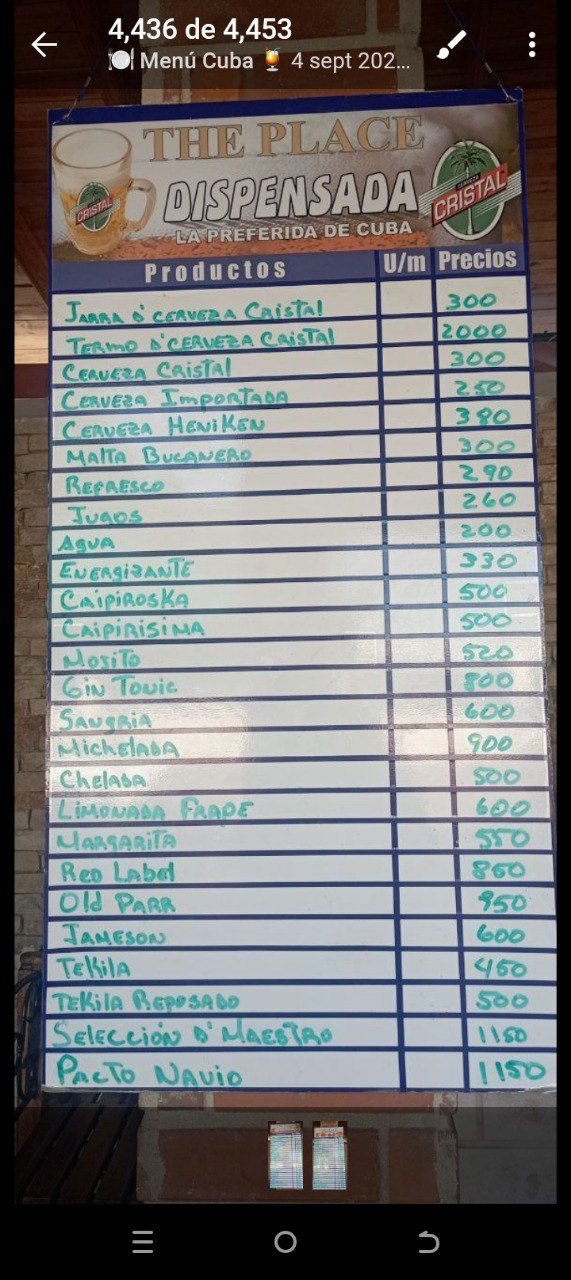 4,436 de 4,453
🍽️ Menú Cuba 🍹 4 sept 202...
THE PLACE
DISPENSADA
LA PREFERIDA DE CUBA
CRISTAL
CERVEZA CRISTAL
Productos U/m Precios
JARRA D' CERVEZA CRISTAL 300
TERMO D' CERVEZA CRISTAL 2000
CERVEZA CRISTAL 300
CERVEZA IMPORTADA 250
CERVEZA HENIKEN 380
MALTA BUCANERO 300
REFRESCO 290
JUGOS 260
AGUA 200
ENERGIZANTE 330
CAIPIROSKA 500
CAIPIRISIMA 500
MOJITO 520
Gin Tonic 800
SANGRIA 600
MICHELADA 900
CHELADA 500
LIMONADA FRAPE 600
MARGARITA 550
Red Label 850
Old PARR 950
JAMESON 600
TEKilA 450
TEKilA REPOSADO 500
SELECCIÓN D' MAESTRO 1150
PACTO NAVIO 1150